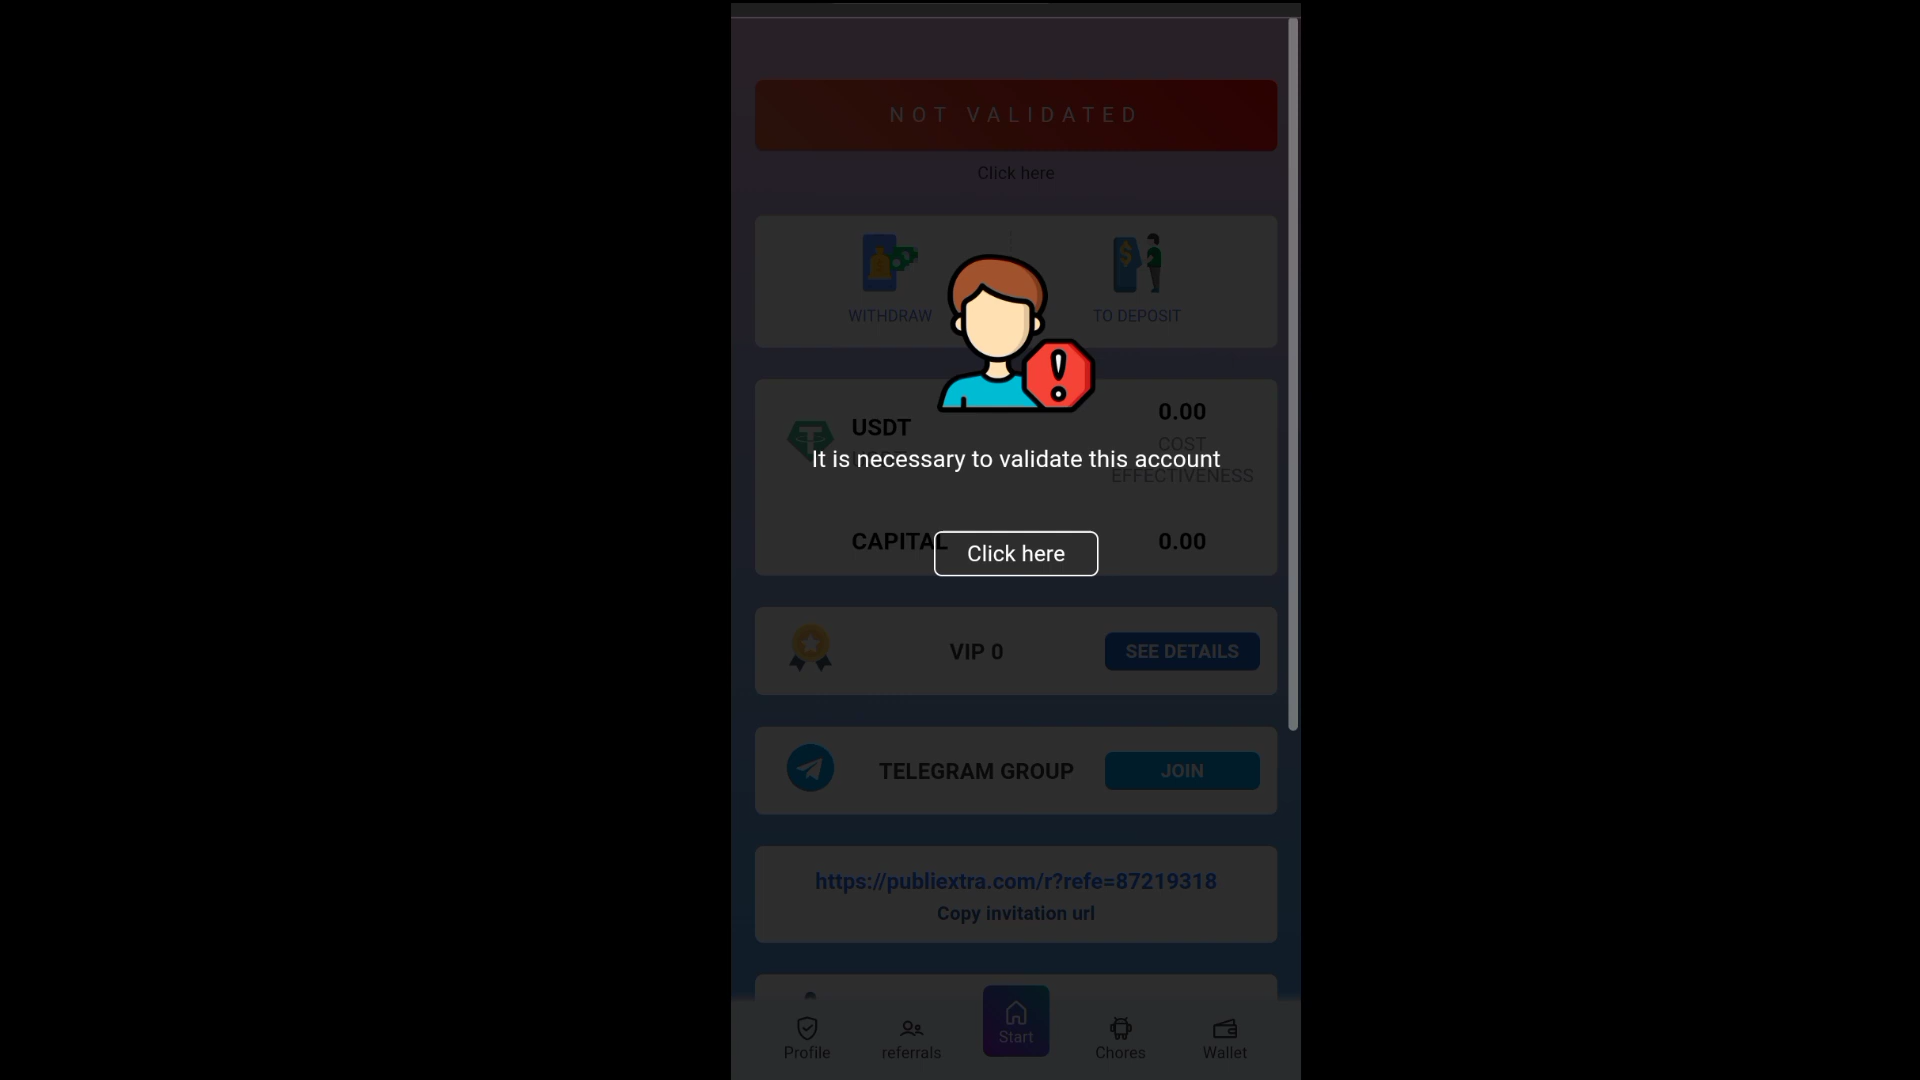 NOT VALIDATED
Click here
WITHDRAW
TO DEPOSIT
USDT
0.00
COST
EFFECTIVENESS
It is necessary to validate this account
CAPITAL
0.00
Click here
VIP 0
SEE DETAILS
TELEGRAM GROUP
JOIN
https://publiextra.com/r?refe=87219318
Copy invitation url
Profile
referrals
Start
Chores
Wallet